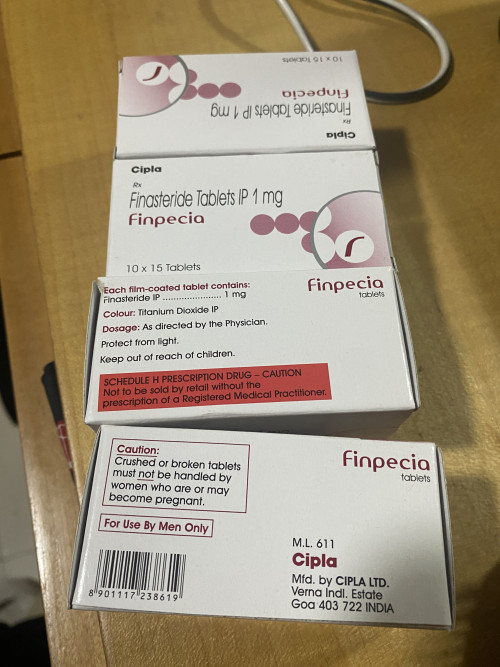 10 x 15 Tablets
Finpecia
Finasteride Tablets IP 1 mg
Rx
Cipla
Cipla
Rx
Finasteride Tablets IP 1 mg
Finpecia
10 x 15 Tablets
Each film-coated tablet contains:
Finasteride IP ...................... 1 mg
Colour: Titanium Dioxide IP
Dosage: As directed by the Physician.
Protect from light.
Keep out of reach of children.
SCHEDULE H PRESCRIPTION DRUG – CAUTION
Not to be sold by retail without the
prescription of a Registered Medical Practitioner.
Finpecia
tablets
Caution:
Crushed or broken tablets
must not be handled by
women who are or may
become pregnant.
For Use By Men Only
8 901117 238619
Finpecia
tablets
M.L. 611
Cipla
Mfd. by CIPLA LTD.
Verna Indl. Estate
Goa 403 722 INDIA